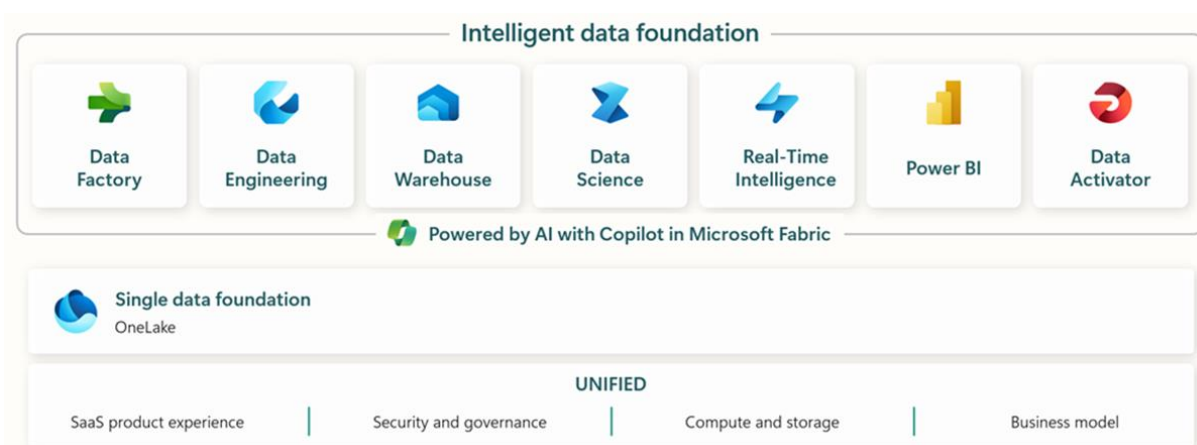 Intelligent data foundation
Data
Factory
Data
Engineering
Data
Warehouse
Data
Science
Real-Time
Intelligence
Power BI
Data
Activator
Powered by AI with Copilot in Microsoft Fabric
Single data foundation
OneLake
UNIFIED
SaaS product experience
Security and governance
Compute and storage
Business model